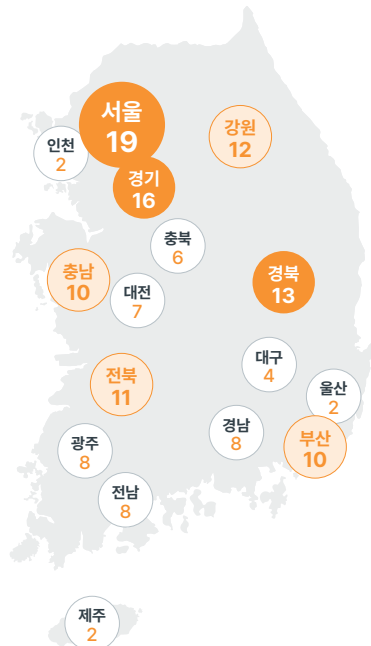 서울
19
강원
12
인천
2
경기
16
충북
6
충남
10
경북
13
대전
7
대구
4
전북
11
울산
2
경남
8
부산
10
광주
8
전남
8
제주
2